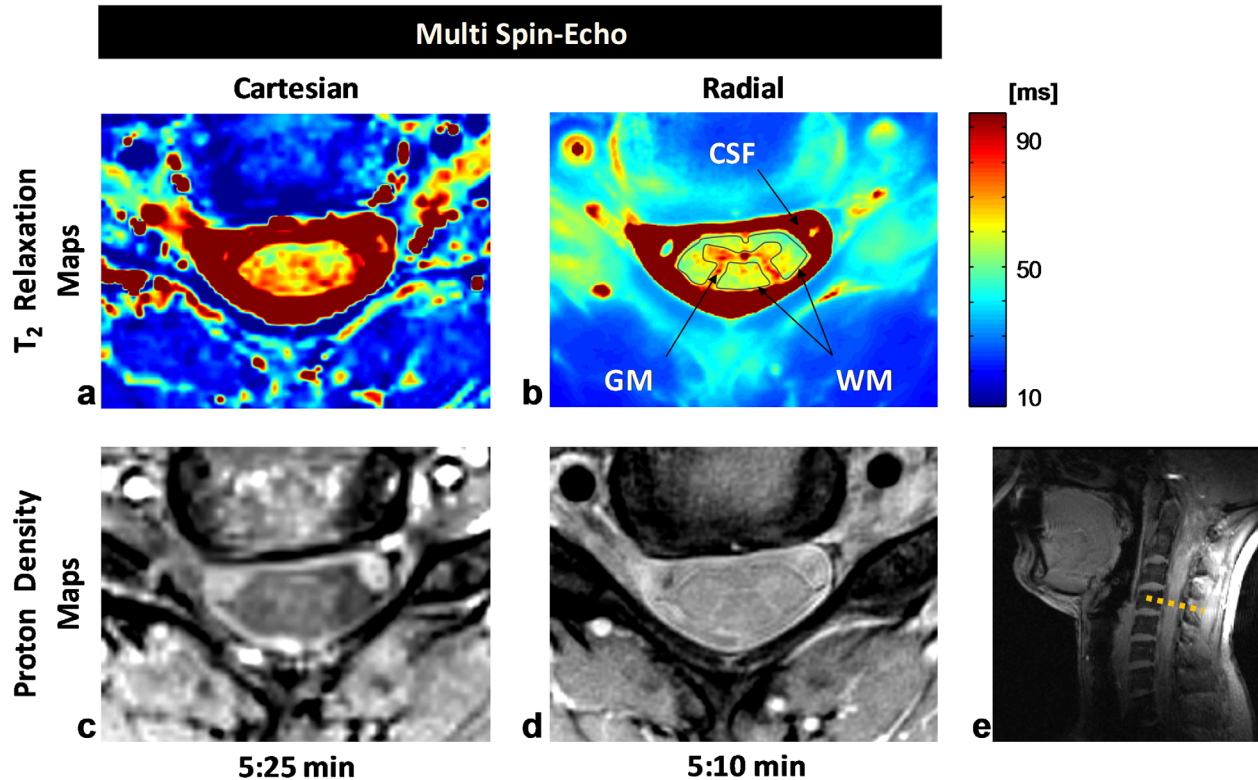 Multi Spin-Echo
Cartesian
Radial
[ms]
T2 Relaxation
Maps
90
50
10
CSF
GM
WM
a
b
Proton Density
Maps
c
d
e
5:25 min
5:10 min